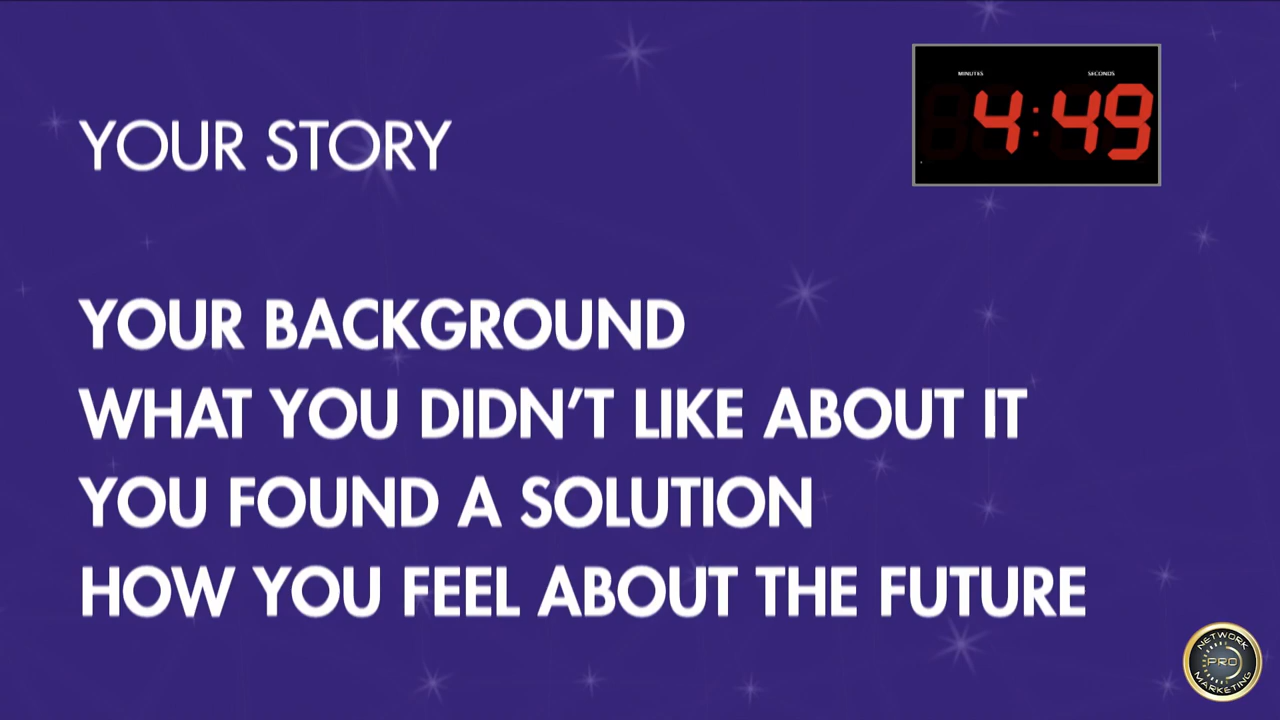 MINUTES SECONDS
4:49
YOUR STORY
YOUR BACKGROUND
WHAT YOU DIDN'T LIKE ABOUT IT
YOU FOUND A SOLUTION
HOW YOU FEEL ABOUT THE FUTURE
NETWORK
PRO
MARKETING